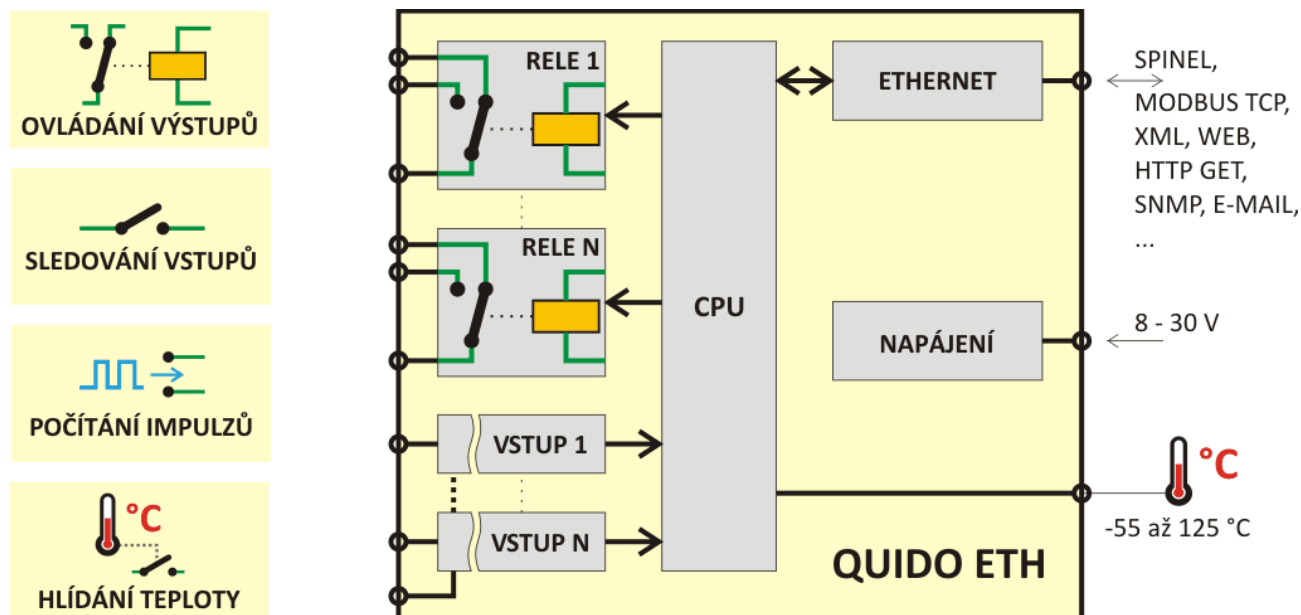 OVLÁDÁNÍ VÝSTUPŮ
SLEDOVÁNÍ VSTUPŮ
POČÍTÁNÍ IMPULZŮ
°C
HLÍDÁNÍ TEPLOTY
RELE 1
RELE N
VSTUP 1
VSTUP N
CPU
ETHERNET
NAPÁJENÍ
QUIDO ETH
SPINEL,
MODBUS TCP,
XML, WEB,
HTTP GET,
SNMP, E-MAIL,
...
8 - 30 V
°C
-55 až 125 °C